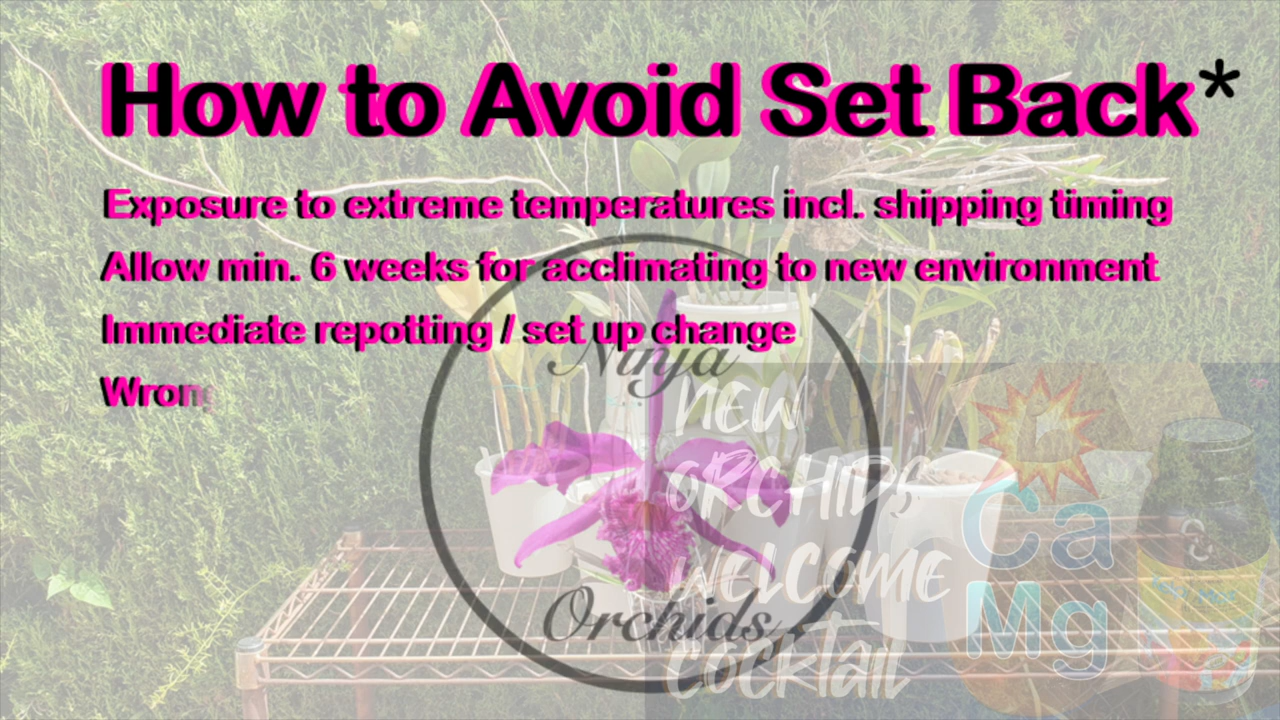 How to Avoid Set Back*
Exposure to extreme temperatures incl. shipping timing
Allow min. 6 weeks for acclimating to new environment
Immediate repotting / set up change
Wron
Ninja
Orchids
NEW
ORCHIDS
WELCOME
COCKTAIL
Ca
Mg